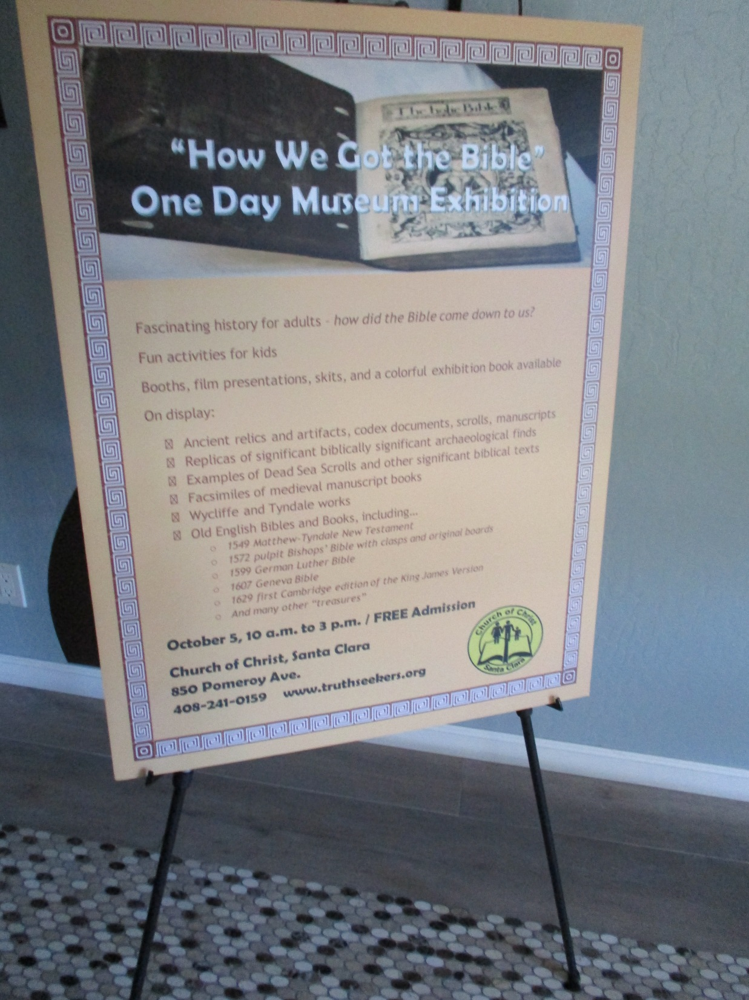 The holie Bible
“How We Got the Bible”
One Day Museum Exhibition
Fascinating history for adults - how did the Bible come down to us?
Fun activities for kids
Booths, film presentations, skits, and a colorful exhibition book available
On display:
Ancient relics and artifacts, codex documents, scrolls, manuscripts
Replicas of significant biblically significant archaeological finds
Examples of Dead Sea Scrolls and other significant biblical texts
Facsimiles of medieval manuscript books
Wycliffe and Tyndale works
Old English Bibles and Books, including...
1549 Matthew-Tyndale New Testament
1572 pulpit Bishops’ Bible with clasps and original boards
1599 German Luther Bible
1607 Geneva Bible
1629 first Cambridge edition of the King James Version
And many other “treasures”
October 5, 10 a.m. to 3 p.m. / FREE Admission
Church of Christ, Santa Clara
850 Pomeroy Ave.
408-241-0159 www.truthseekers.org
Church of Christ
Santa Clara